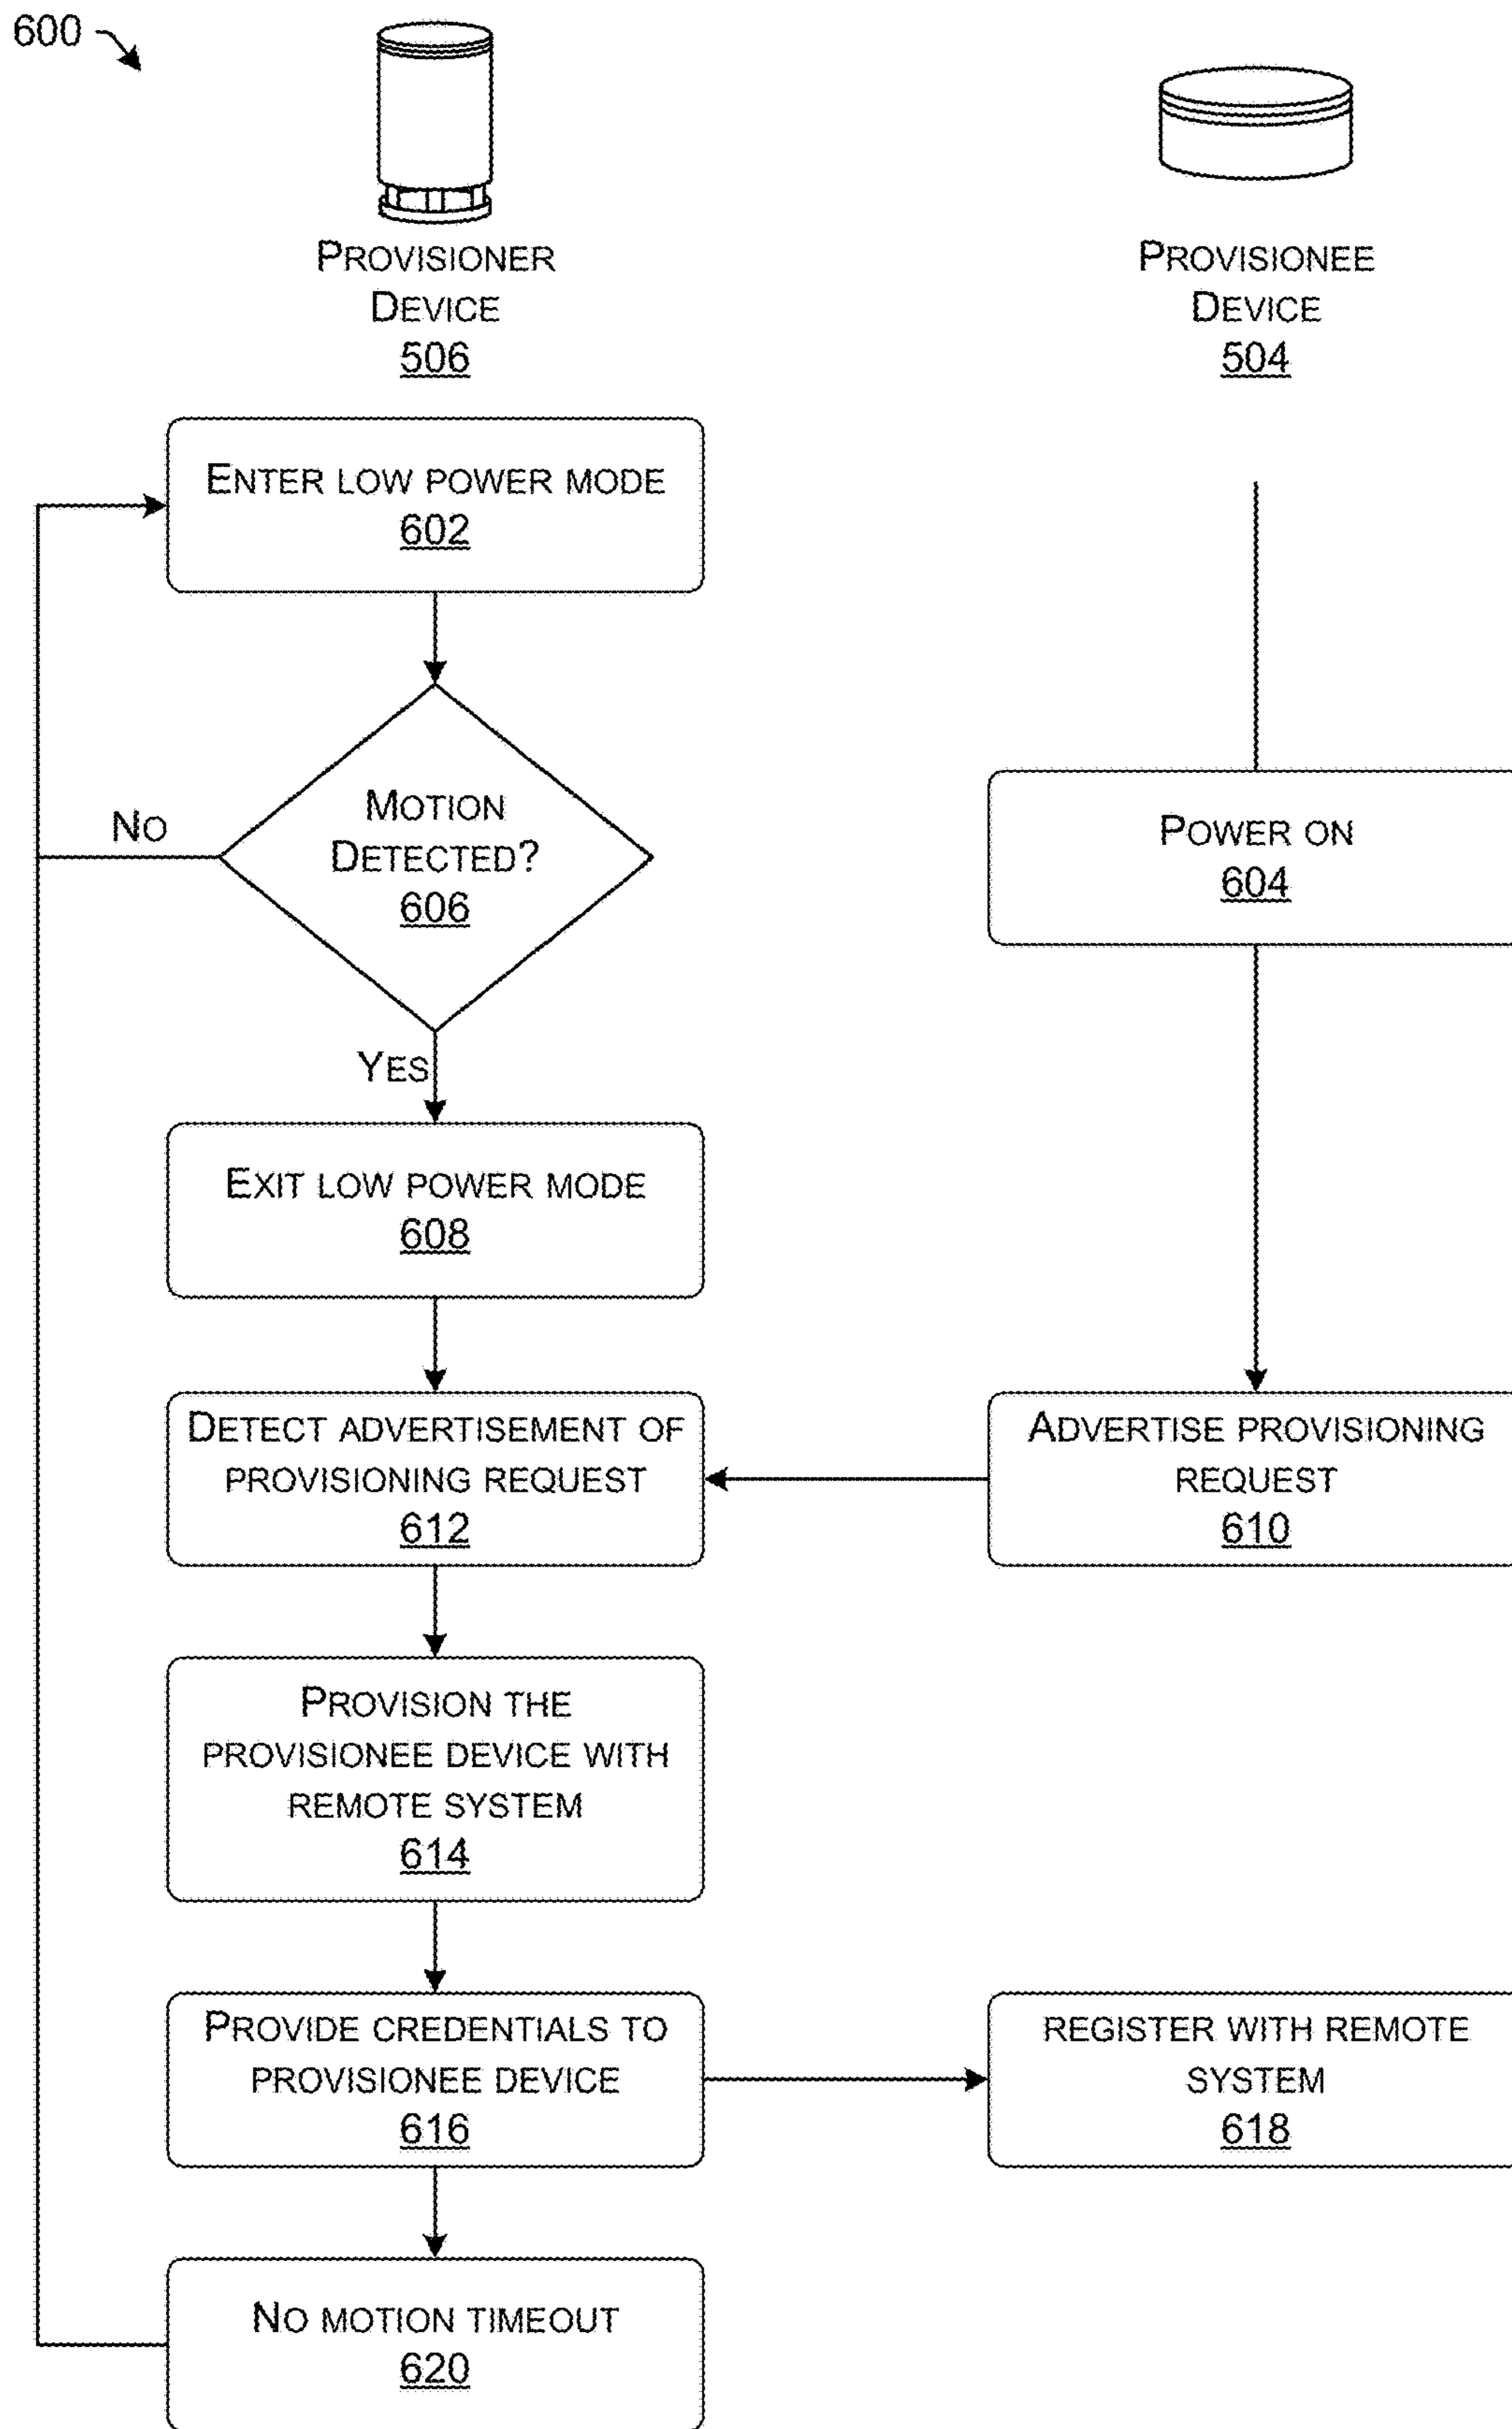 600
PROVISIONER
DEVICE
506
PROVISIONEE
DEVICE
504
ENTER LOW POWER MODE
602
MOTION
DETECTED?
606
NO
YES
POWER ON
604
EXIT LOW POWER MODE
608
DETECT ADVERTISEMENT OF
PROVISIONING REQUEST
612
ADVERTISE PROVISIONING
REQUEST
610
PROVISION THE
PROVISIONEE DEVICE WITH
REMOTE SYSTEM
614
PROVIDE CREDENTIALS TO
PROVISIONEE DEVICE
616
REGISTER WITH REMOTE
SYSTEM
618
NO MOTION TIMEOUT
620